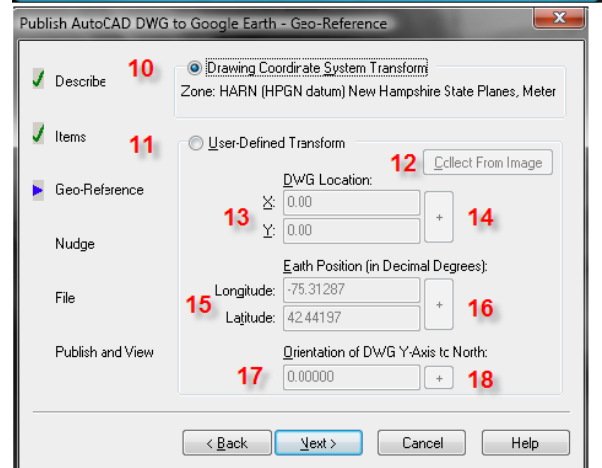 Publish AutoCAD DWG to Google Earth - Geo-Reference
Describe 10 Drawing Coordinate System Transform
Zone: HARN (HPGN datum) New Hampshire State Planes, Meter
Items 11 User-Defined Transform
12 Collect From Image
Geo-Reference
DWG Location:
13 X: 0.00 + 14
Y: 0.00
Nudge
Earth Position (in Decimal Degrees):
File 15 Longitude: -75.31287 + 16
Latitude: 42.44197
Publish and View
Orientation of DWG Y-Axis to North:
17 0.00000 + 18
< Back Next > Cancel Help